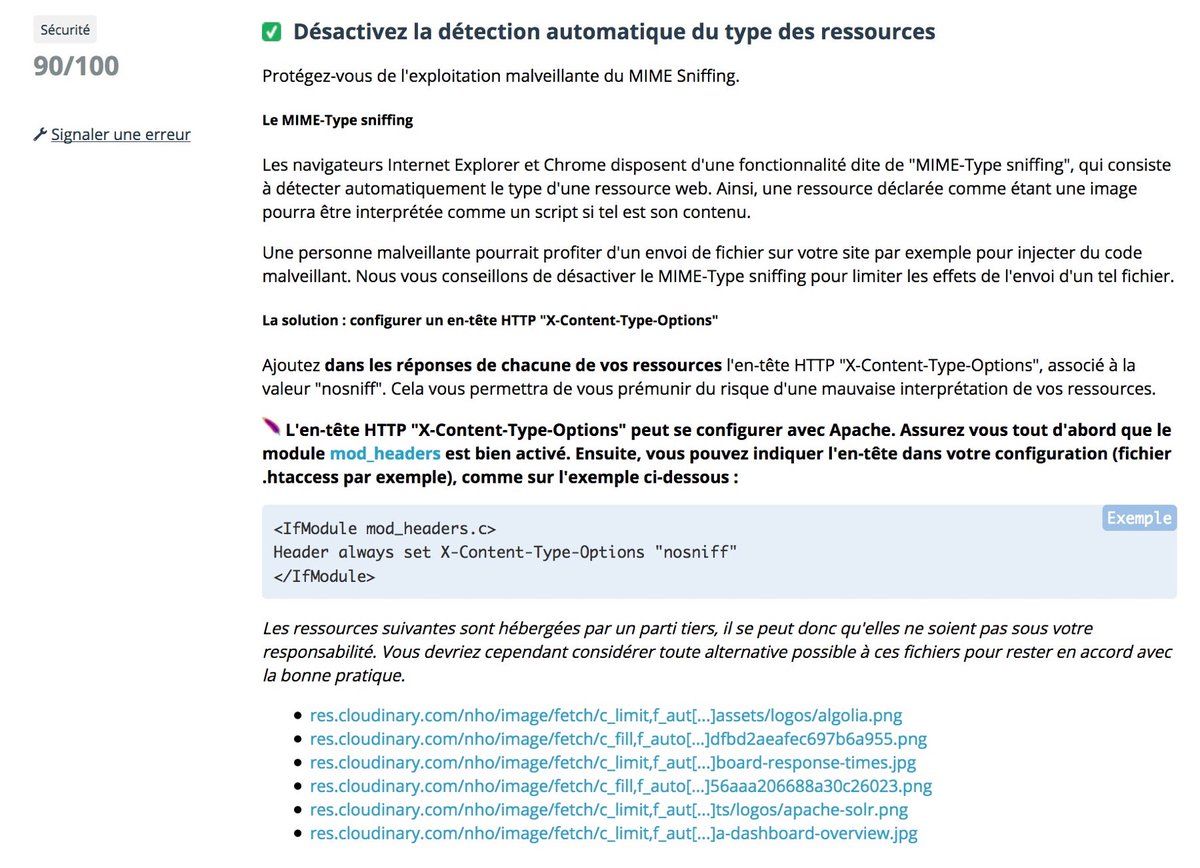 Sécurité
90/100
Signaler une erreur
Désactivez la détection automatique du type des ressources
Protégez-vous de l'exploitation malveillante du MIME Sniffing.
Le MIME-Type sniffing
Les navigateurs Internet Explorer et Chrome disposent d'une fonctionnalité dite de "MIME-Type sniffing", qui consiste
à détecter automatiquement le type d'une ressource web. Ainsi, une ressource déclarée comme étant une image
pourra être interprétée comme un script si tel est son contenu.
Une personne malveillante pourrait profiter d'un envoi de fichier sur votre site par exemple pour injecter du code
malveillant. Nous vous conseillons de désactiver le MIME-Type sniffing pour limiter les effets de l'envoi d'un tel fichier.
La solution : configurer un en-tête HTTP "X-Content-Type-Options"
Ajoutez dans les réponses de chacune de vos ressources l'en-tête HTTP "X-Content-Type-Options", associé à la
valeur "nosniff". Cela vous permettra de vous prémunir du risque d'une mauvaise interprétation de vos ressources.
L'en-tête HTTP "X-Content-Type-Options" peut se configurer avec Apache. Assurez vous tout d'abord que le
module mod_headers est bien activé. Ensuite, vous pouvez indiquer l'en-tête dans votre configuration (fichier
.htaccess par exemple), comme sur l'exemple ci-dessous :
Exemple
<IfModule mod_headers.c>
Header always set X-Content-Type-Options "nosniff"
</IfModule>
Les ressources suivantes sont hébergées par un parti tiers, il se peut donc qu'elles ne soient pas sous votre
responsabilité. Vous devriez cependant considérer toute alternative possible à ces fichiers pour rester en accord avec
la bonne pratique.
res.cloudinary.com/nho/image/fetch/c_limit,f_aut[...]assets/logos/algolia.png
res.cloudinary.com/nho/image/fetch/c_fill,f_auto[...]dfbd2aeafec697b6a955.png
res.cloudinary.com/nho/image/fetch/c_limit,f_aut[...]board-response-times.jpg
res.cloudinary.com/nho/image/fetch/c_fill,f_auto[...]56aaa206688a30c26023.png
res.cloudinary.com/nho/image/fetch/c_limit,f_aut[...]ts/logos/apache-solr.png
res.cloudinary.com/nho/image/fetch/c_limit,f_aut[...]a-dashboard-overview.jpg